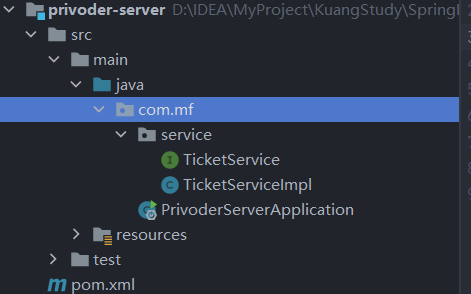 privoder-server D:\IDEA\MyProject\KuangStudy\Spring
src
main
java
com.mf
service
I TicketService
C TicketServiceImpl
PrivoderServerApplication
resources
test
m pom.xml